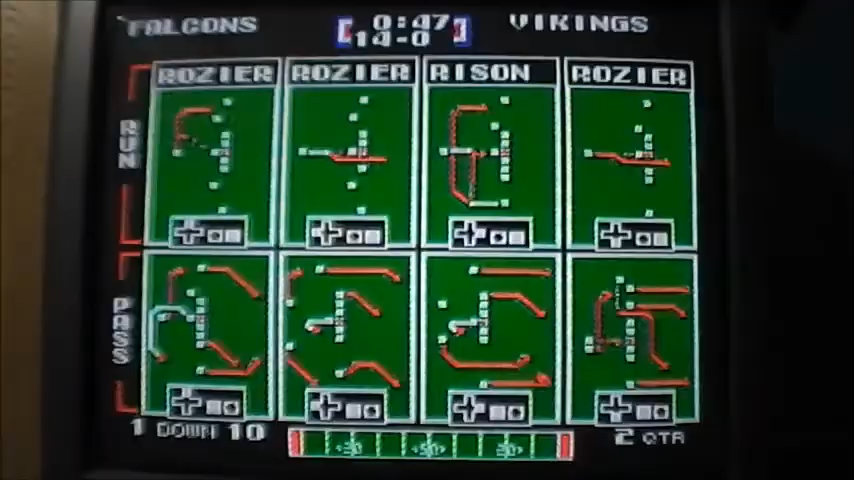 FALCONS
0:47
14-0
VIKINGS
ROZIER ROZIER RISON ROZIER
RUN
PASS
1 DOWN 10
2 QTR